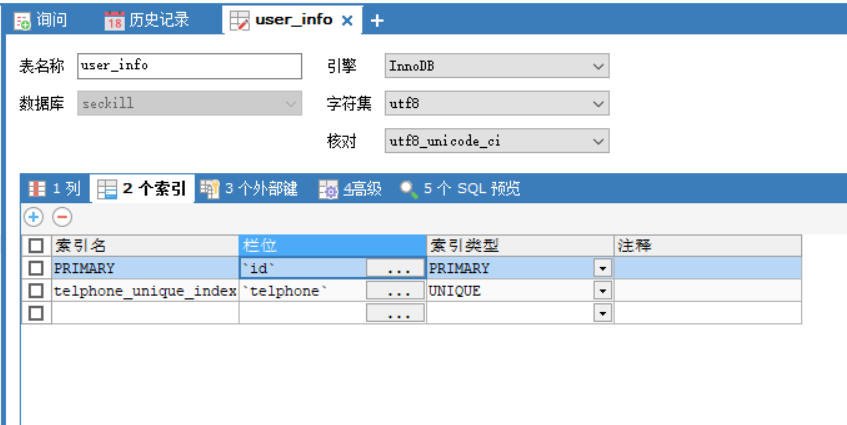 询问 18 历史记录 user_info × +
表名称 user_info 引擎 InnoDB
数据库 seckill 字符集 utf8
核对 utf8_unicode_ci
1 列 2 个索引 3 个外部键 4高级 5 个 SQL 预览
索引名 栏位 索引类型 注释
PRIMARY `id` ... PRIMARY
telphone_unique_index `telphone` ... UNIQUE
...